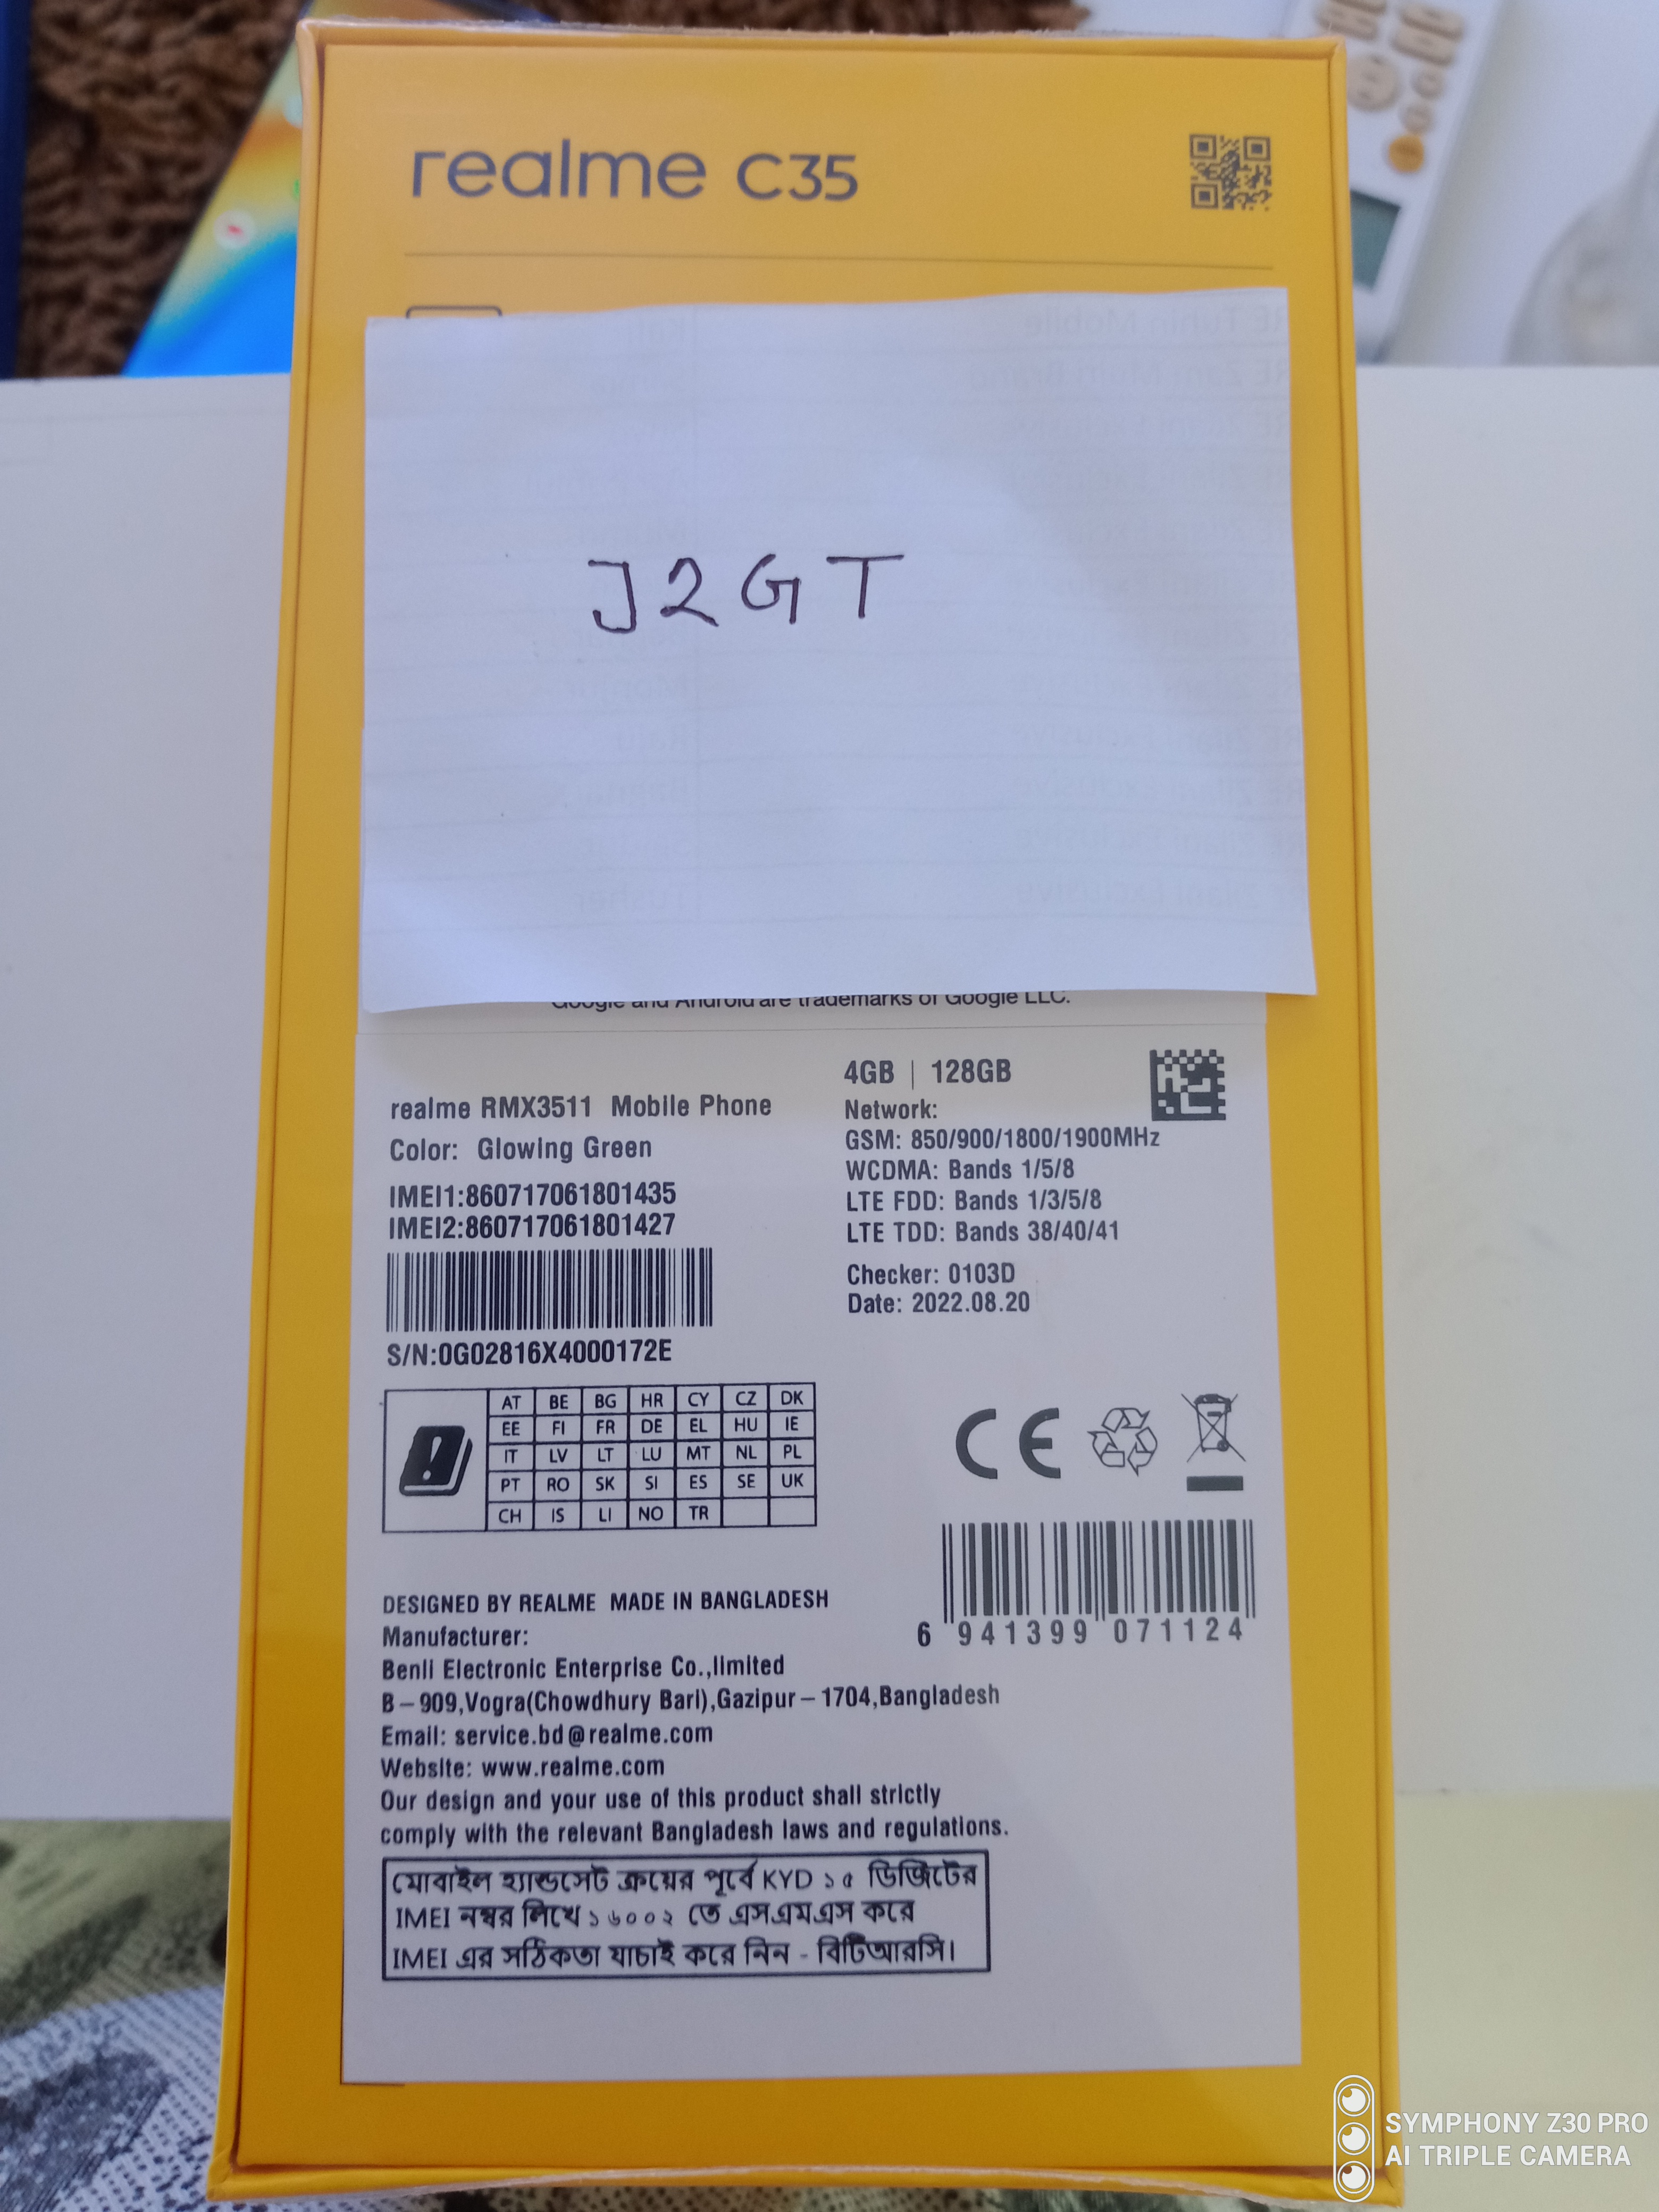 realme C35
J2GT
Google and Android are trademarks of Google LLC.
realme RMX3511 Mobile Phone
Color: Glowing Green
IMEI1:860717061801435
IMEI2:860717061801427
S/N:0G02816X4000172E
4GB | 128GB
Network:
GSM: 850/900/1800/1900MHz
WCDMA: Bands 1/5/8
LTE FDD: Bands 1/3/5/8
LTE TDD: Bands 38/40/41
Checker: 0103D
Date: 2022.08.20
AT BE BG HR CY CZ DK
EE FI FR DE EL HU IE
IT LV LT LU MT NL PL
PT RO SK SI ES SE UK
CH IS LI NO TR
CE
6 941399 071124
DESIGNED BY REALME MADE IN BANGLADESH
Manufacturer:
Benli Electronic Enterprise Co.,limited
B-909,Vogra(Chowdhury Bari),Gazipur-1704,Bangladesh
Email: service.bd@realme.com
Website: www.realme.com
Our design and your use of this product shall strictly
comply with the relevant Bangladesh laws and regulations.
মোবাইল হ্যান্ডসেট ক্রয়ের পূর্বে KYD ১৫ ডিজিটের
IMEI নম্বর লিখে ১৬০০২ তে এসএমএস করে
IMEI এর সঠিকতা যাচাই করে নিন - বিটিআরসি।
SYMPHONY Z30 PRO
AI TRIPLE CAMERA